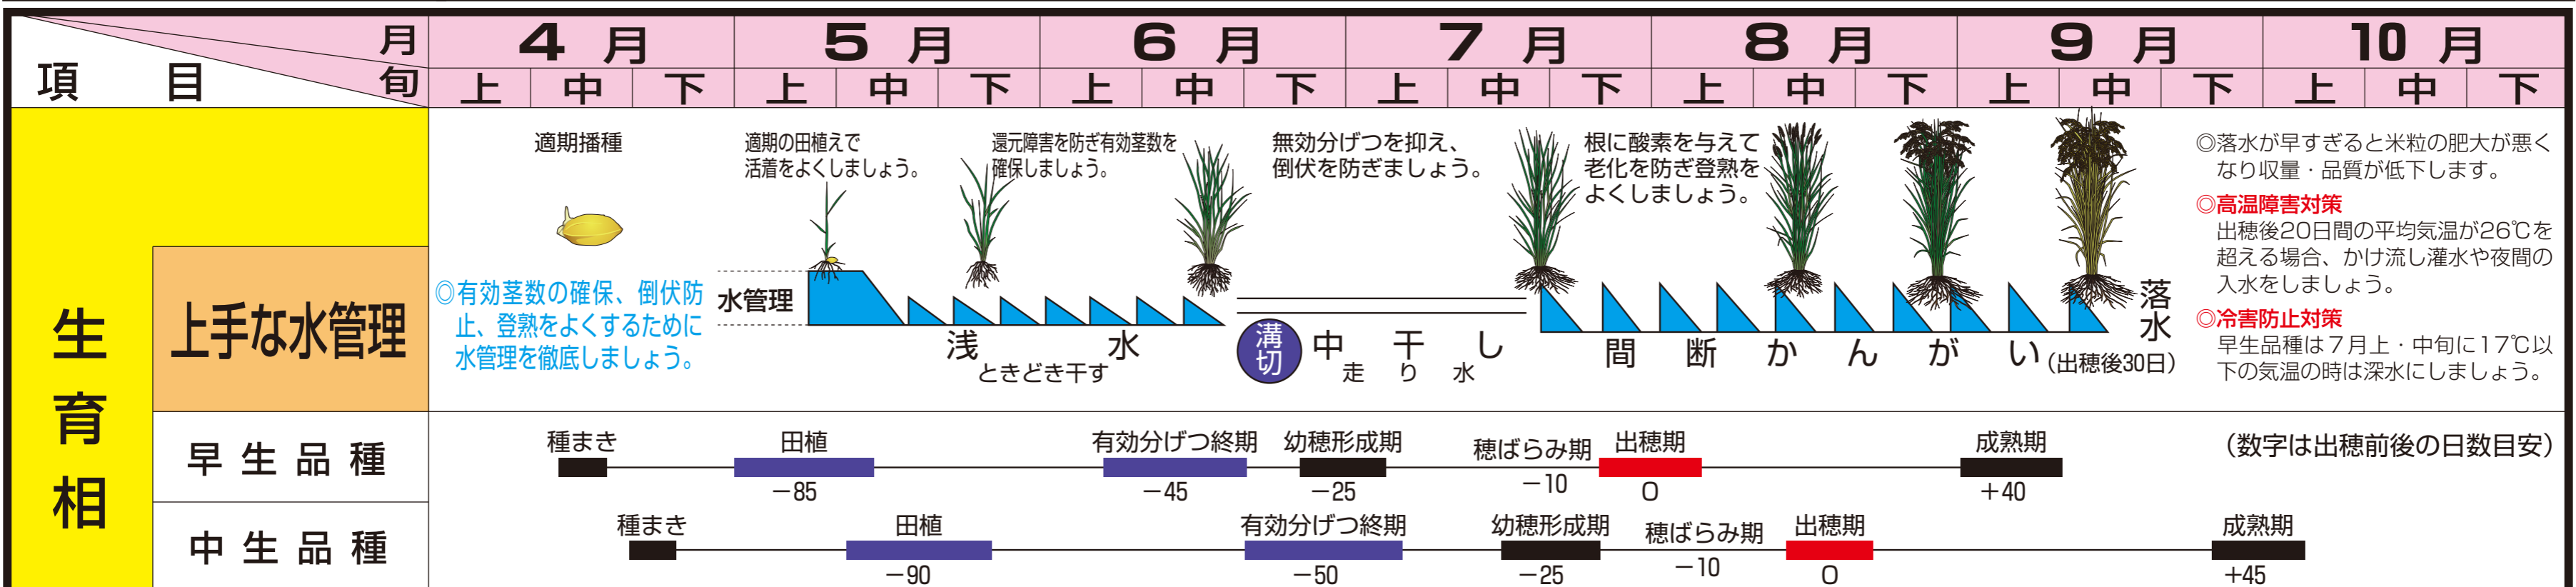 項 目 月
旬
4 月 5 月 6 月 7 月 8 月 9 月 10 月
上 中 下 上 中 下 上 中 下 上 中 下 上 中 下 上 中 下 上 中 下
生育相
適期播種
適期の田植えで
活着をよくしましょう。
還元障害を防ぎ有効茎数を
確保しましょう。
無効分げつを抑え、
倒伏を防ぎましょう。
根に酸素を与えて
老化を防ぎ登熟を
よくしましょう。
上手な水管理
◎有効茎数の確保、倒伏防
止、登熟をよくするために
水管理を徹底しましょう。
水管理
浅 水
ときどき干す
溝切
中 干 し
走 り 水
間 断 か ん が い
(出穂後30日)
落水
◎落水が早すぎると米粒の肥大が悪く
なり収量・品質が低下します。
◎高温障害対策
出穂後20日間の平均気温が26℃を
超える場合、かけ流し灌水や夜間の
入水をしましょう。
◎冷害防止対策
早生品種は7月上・中旬に17℃以
下の気温の時は深水にしましょう。
早生品種
種まき 田植 有効分げつ終期 幼穂形成期 穂ばらみ期 出穂期 成熟期 (数字は出穂前後の日数目安)
−85 −45 −25 −10 0 +40
中生品種
種まき 田植 有効分げつ終期 幼穂形成期 穂ばらみ期 出穂期 成熟期
−90 −50 −25 −10 0 +45